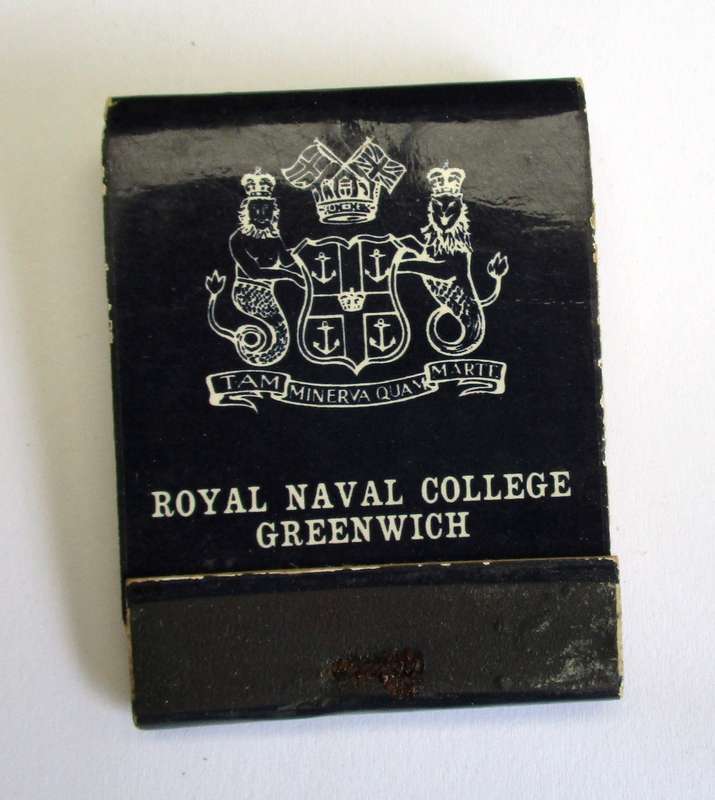 TAM MINERVA QUAM MARTE
ROYAL NAVAL COLLEGE
GREENWICH